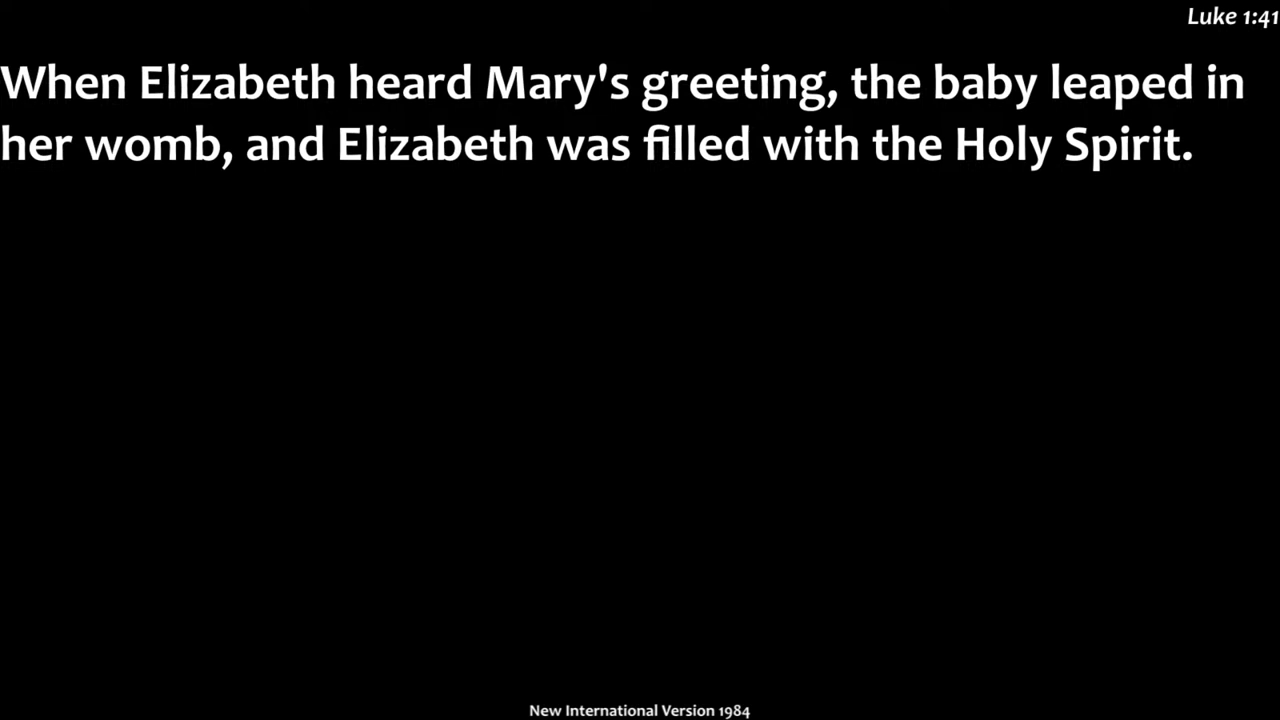 Luke 1:41
When Elizabeth heard Mary's greeting, the baby leaped in
her womb, and Elizabeth was filled with the Holy Spirit.
New International Version 1984